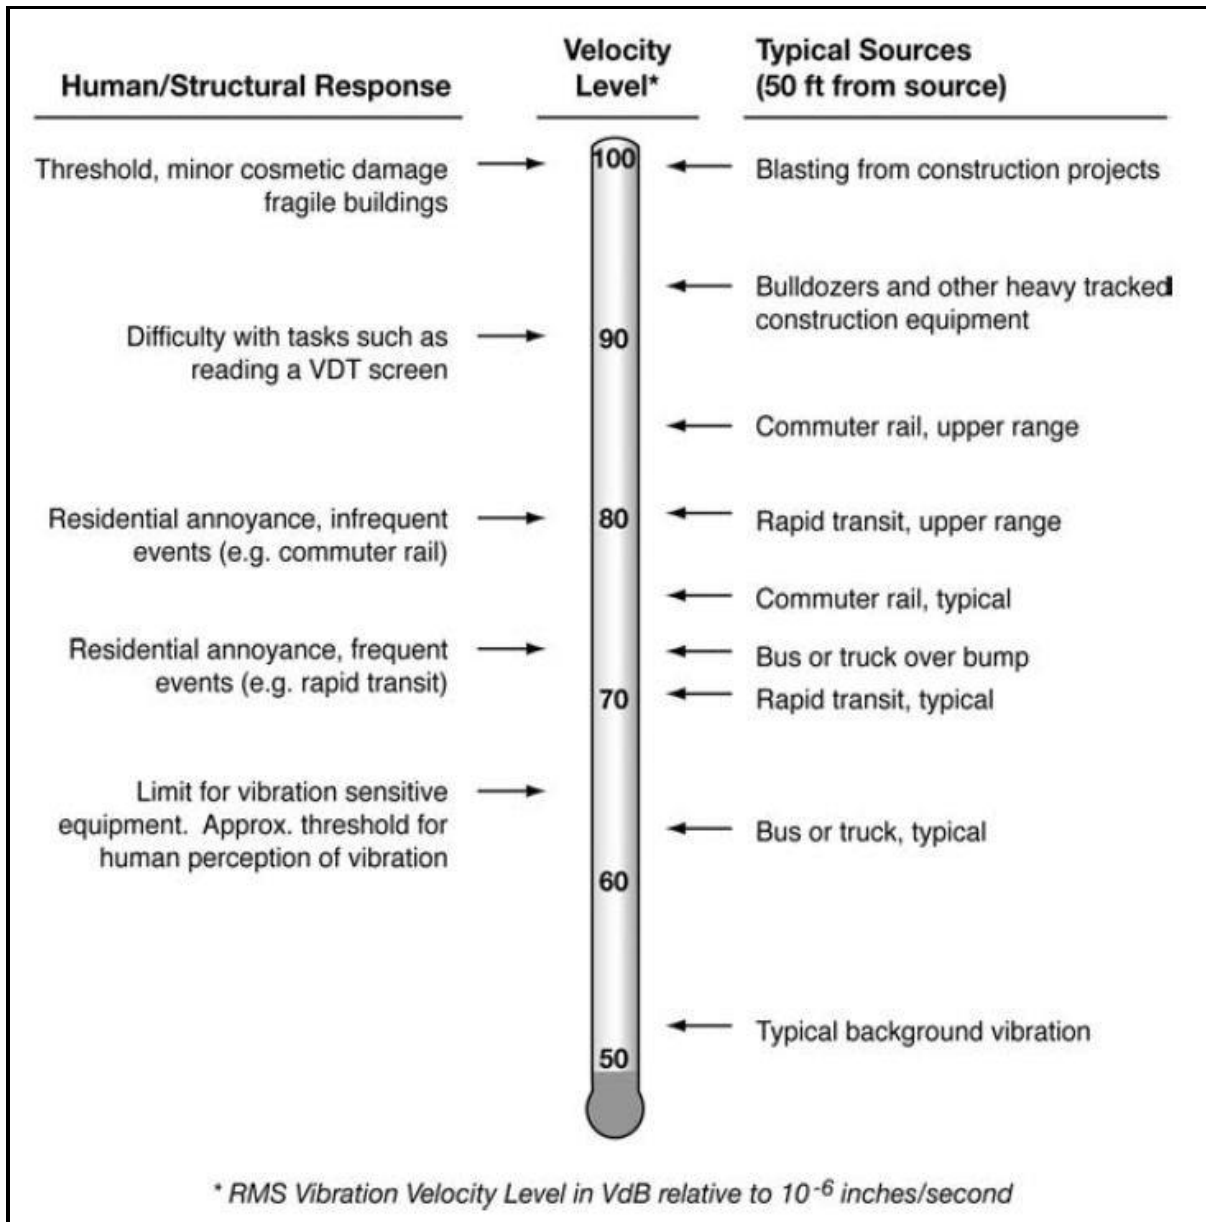 Human/Structural Response
Velocity
Level*
Typical Sources
(50 ft from source)
Threshold, minor cosmetic damage
fragile buildings
100
Blasting from construction projects
Bulldozers and other heavy tracked
construction equipment
Difficulty with tasks such as
reading a VDT screen
90
Commuter rail, upper range
Residential annoyance, infrequent
events (e.g. commuter rail)
80
Rapid transit, upper range
Commuter rail, typical
Residential annoyance, frequent
events (e.g. rapid transit)
Bus or truck over bump
70
Rapid transit, typical
Limit for vibration sensitive
equipment. Approx. threshold for
human perception of vibration
Bus or truck, typical
60
Typical background vibration
50
* RMS Vibration Velocity Level in VdB relative to 10⁻⁶ inches/second